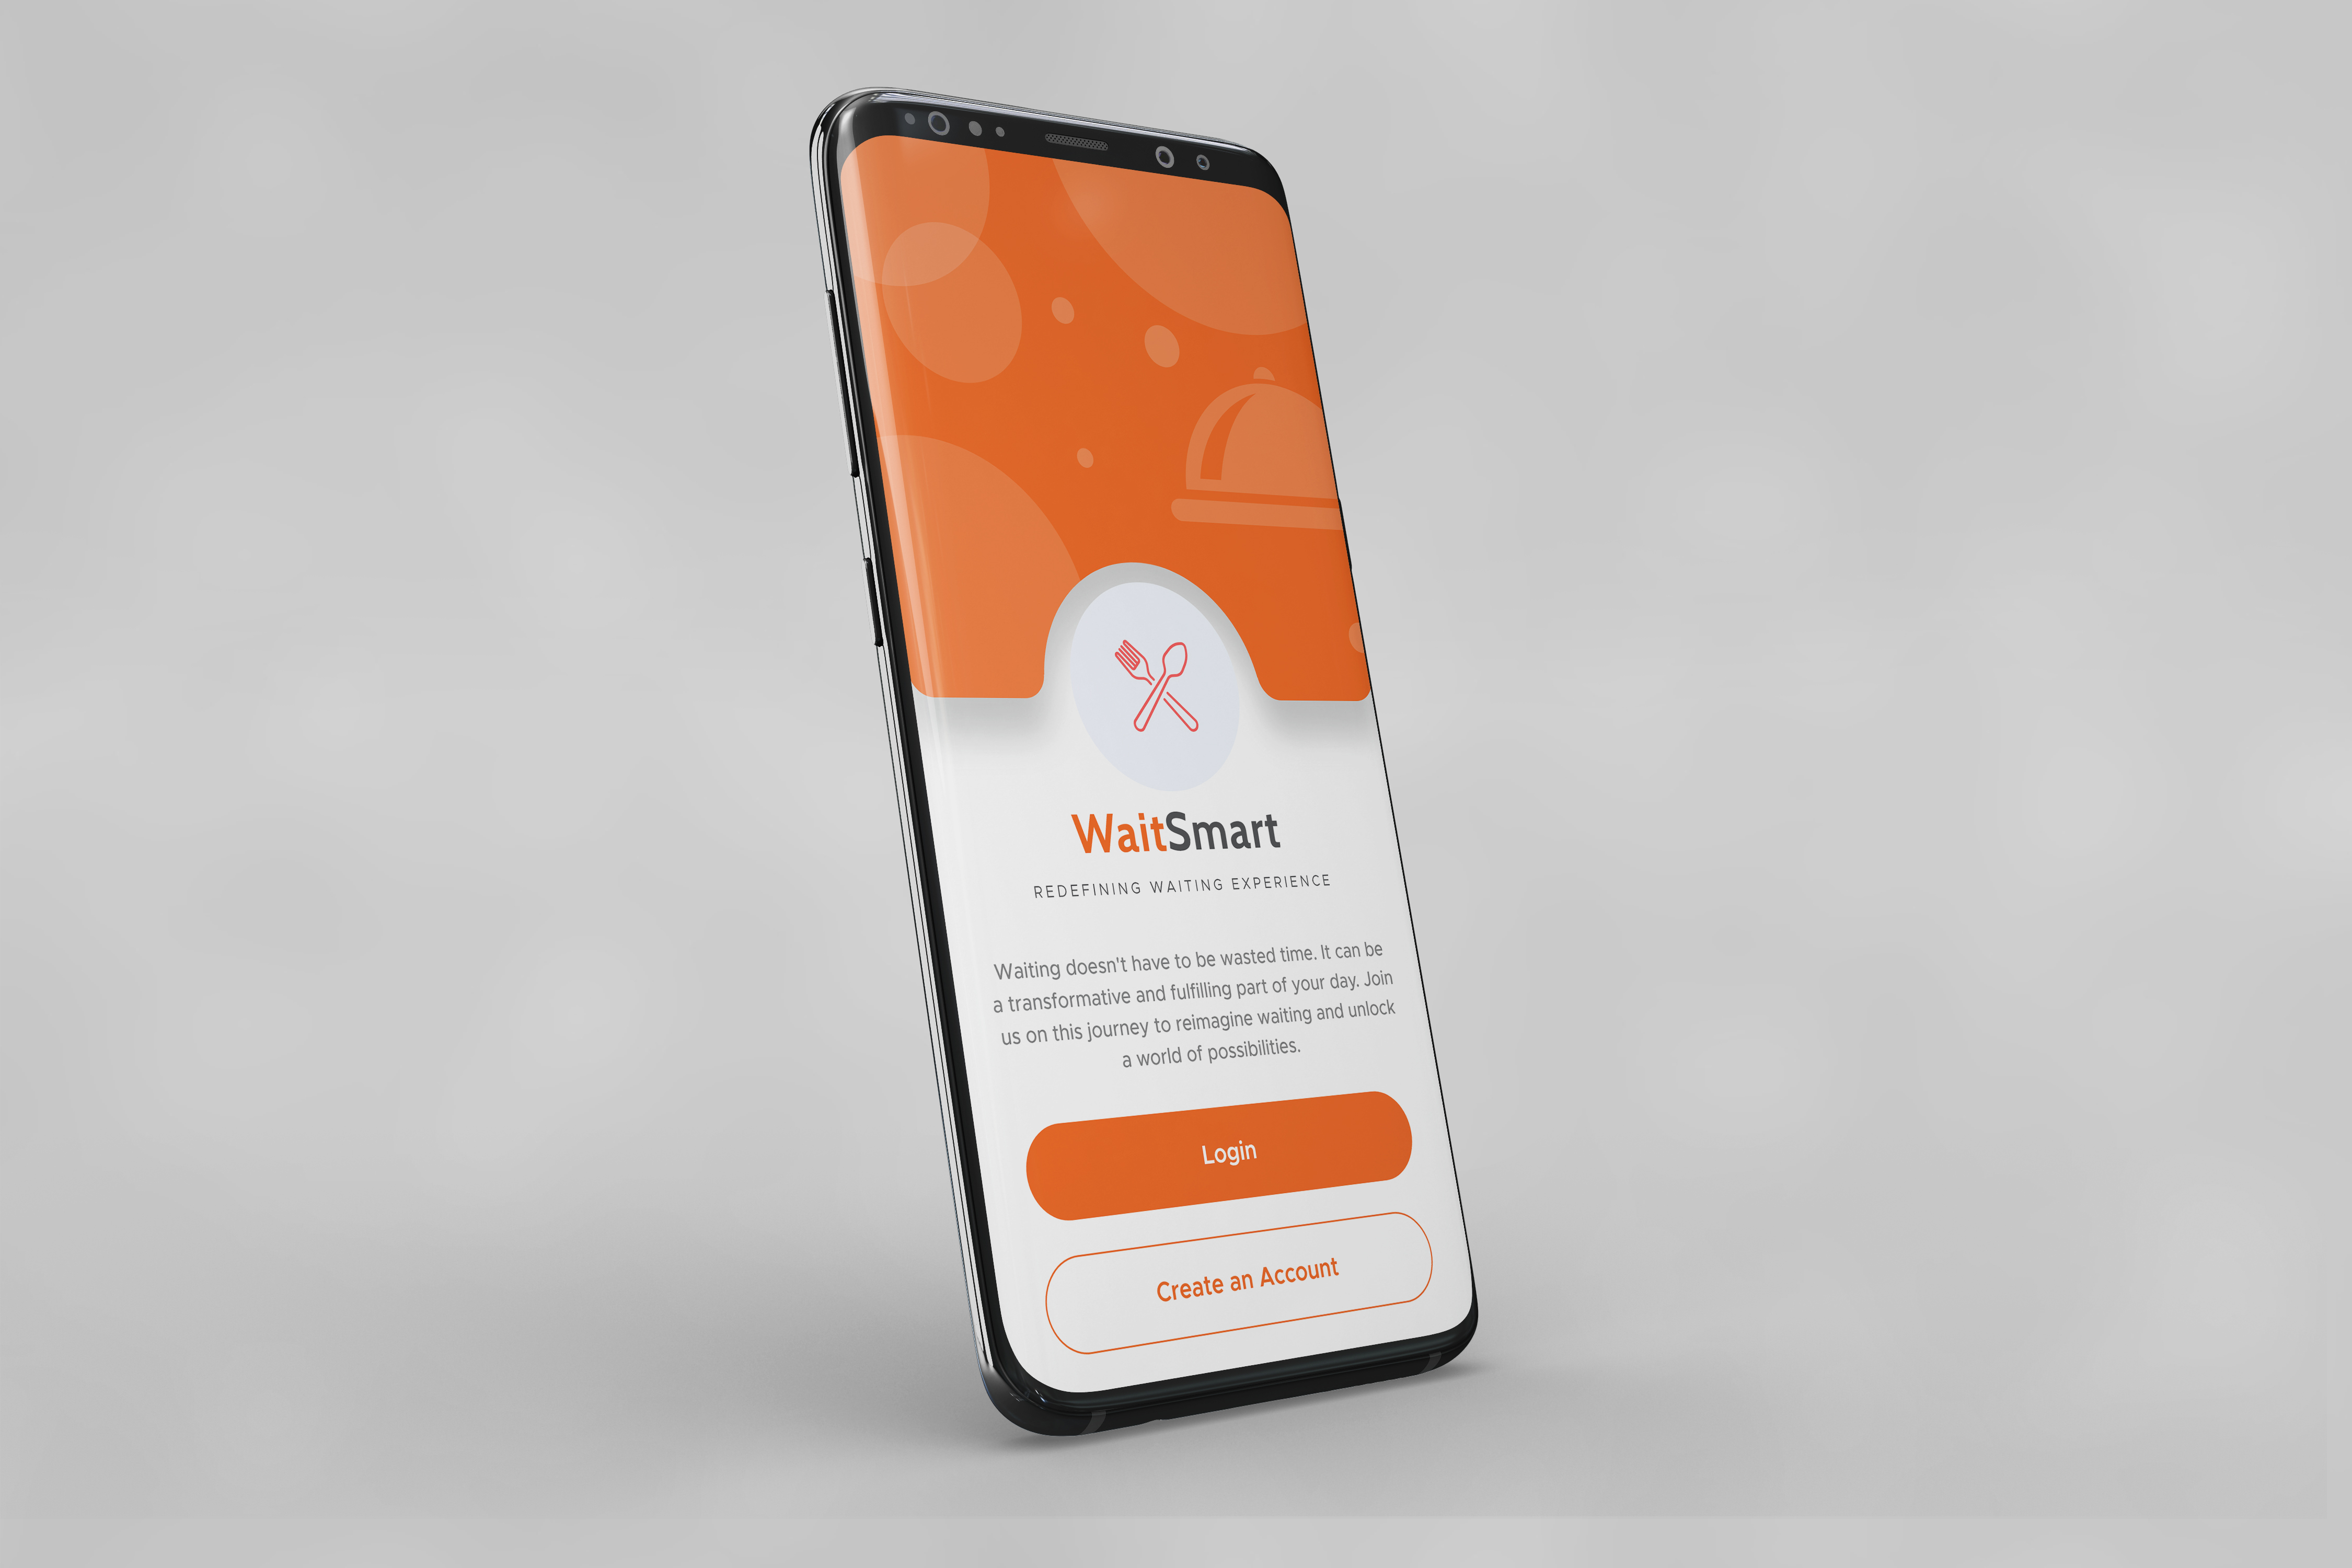 WaitSmart
REDEFINING WAITING EXPERIENCE
Waiting doesn't have to be wasted time. It can be
a transformative and fulfilling part of your day. Join
us on this journey to reimagine waiting and unlock
a world of possibilities.
Login
Create an Account